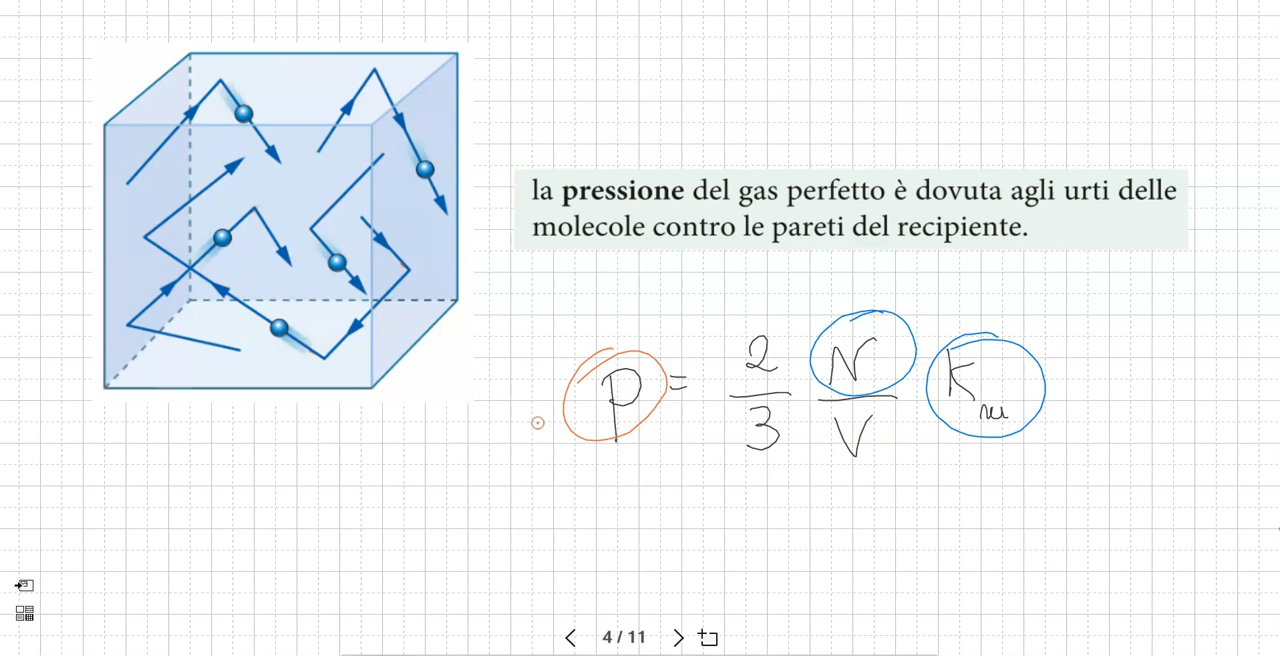 la pressione del gas perfetto è dovuta agli urti delle
molecole contro le pareti del recipiente.
p = 2/3 N/V K_m
4 / 11